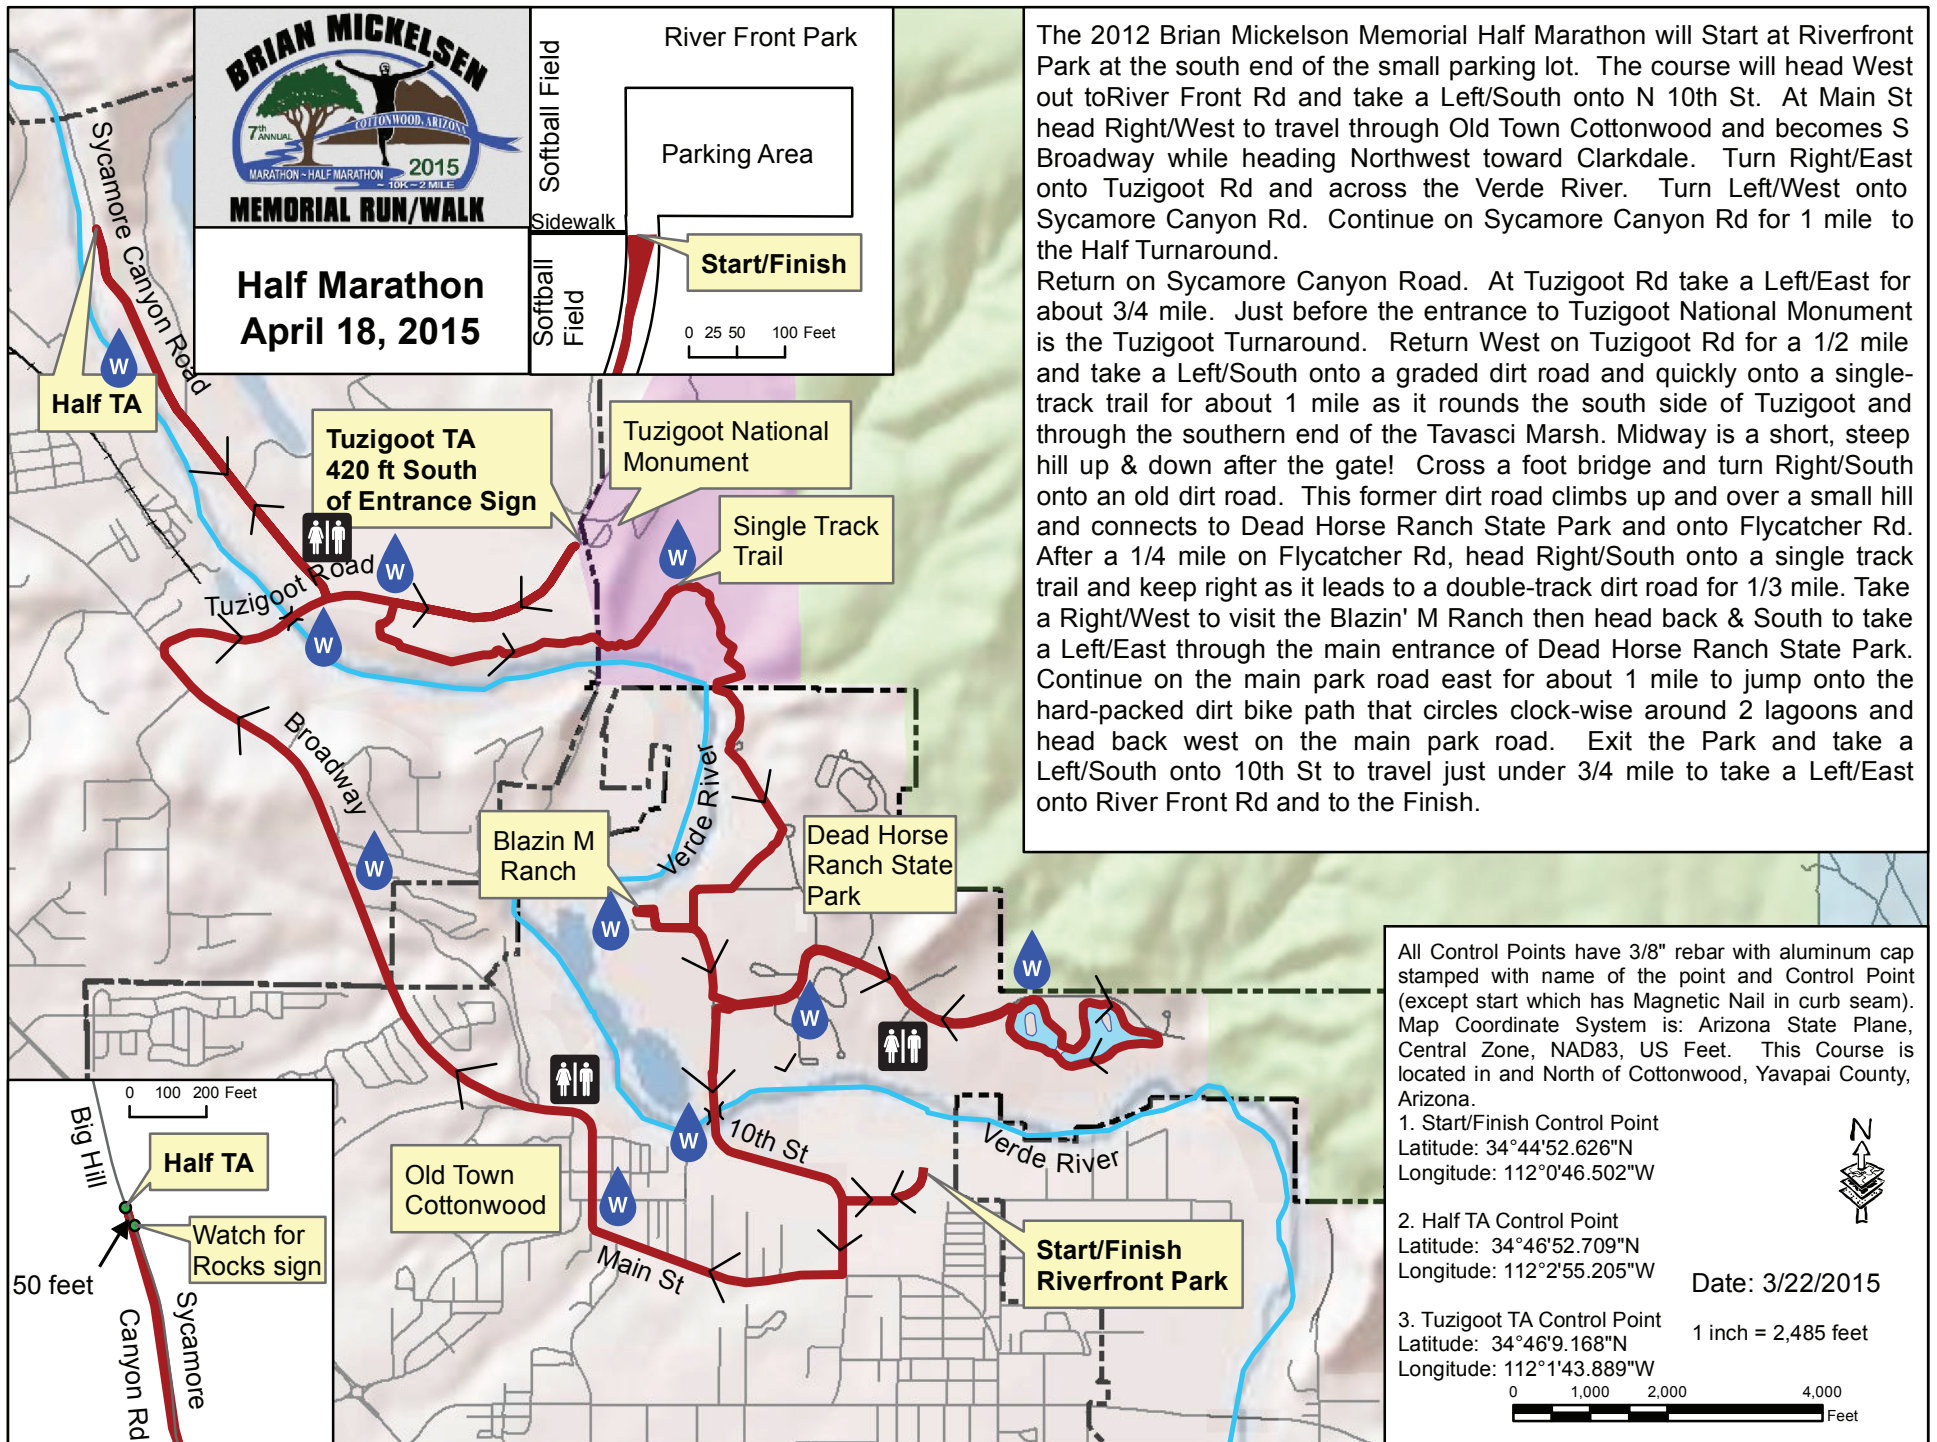 BRIAN MICKELSEN
7th
ANNUAL
COTTONWOOD, ARIZONA
2015
MARATHON ~ HALF MARATHON
~ 10K ~ 2 MILE
MEMORIAL RUN/WALK
Half Marathon
April 18, 2015
River Front Park
Softball Field
Parking Area
Sidewalk
Start/Finish
Softball
Field
0 25 50 100 Feet
The 2012 Brian Mickelson Memorial Half Marathon will Start at Riverfront
Park at the south end of the small parking lot. The course will head West
out toRiver Front Rd and take a Left/South onto N 10th St. At Main St
head Right/West to travel through Old Town Cottonwood and becomes S
Broadway while heading Northwest toward Clarkdale. Turn Right/East
onto Tuzigoot Rd and across the Verde River. Turn Left/West onto
Sycamore Canyon Rd. Continue on Sycamore Canyon Rd for 1 mile to
the Half Turnaround.
Return on Sycamore Canyon Road. At Tuzigoot Rd take a Left/East for
about 3/4 mile. Just before the entrance to Tuzigoot National Monument
is the Tuzigoot Turnaround. Return West on Tuzigoot Rd for a 1/2 mile
and take a Left/South onto a graded dirt road and quickly onto a single-
track trail for about 1 mile as it rounds the south side of Tuzigoot and
through the southern end of the Tavasci Marsh. Midway is a short, steep
hill up & down after the gate! Cross a foot bridge and turn Right/South
onto an old dirt road. This former dirt road climbs up and over a small hill
and connects to Dead Horse Ranch State Park and onto Flycatcher Rd.
After a 1/4 mile on Flycatcher Rd, head Right/South onto a single track
trail and keep right as it leads to a double-track dirt road for 1/3 mile. Take
a Right/West to visit the Blazin' M Ranch then head back & South to take
a Left/East through the main entrance of Dead Horse Ranch State Park.
Continue on the main park road east for about 1 mile to jump onto the
hard-packed dirt bike path that circles clock-wise around 2 lagoons and
head back west on the main park road. Exit the Park and take a
Left/South onto 10th St to travel just under 3/4 mile to take a Left/East
onto River Front Rd and to the Finish.
Sycamore Canyon Road
W
Half TA
Tuzigoot TA
420 ft South
of Entrance Sign
Tuzigoot National
Monument
Single Track
Trail
W
W
Tuzigoot Road
W
Broadway
Verde River
W
Blazin M
Ranch
Dead Horse
Ranch State
Park
W
W
W
W
10th St
Verde River
Old Town
Cottonwood
W
Main St
Start/Finish
Riverfront Park
0 100 200 Feet
Big Hill
Half TA
Watch for
Rocks sign
50 feet
Sycamore
Canyon Rd
All Control Points have 3/8" rebar with aluminum cap
stamped with name of the point and Control Point
(except start which has Magnetic Nail in curb seam).
Map Coordinate System is: Arizona State Plane,
Central Zone, NAD83, US Feet. This Course is
located in and North of Cottonwood, Yavapai County,
Arizona.
1. Start/Finish Control Point
Latitude: 34°44'52.626"N
Longitude: 112°0'46.502"W
N
2. Half TA Control Point
Latitude: 34°46'52.709"N
Longitude: 112°2'55.205"W
Date: 3/22/2015
3. Tuzigoot TA Control Point
Latitude: 34°46'9.168"N
Longitude: 112°1'43.889"W
1 inch = 2,485 feet
0 1,000 2,000 4,000
Feet